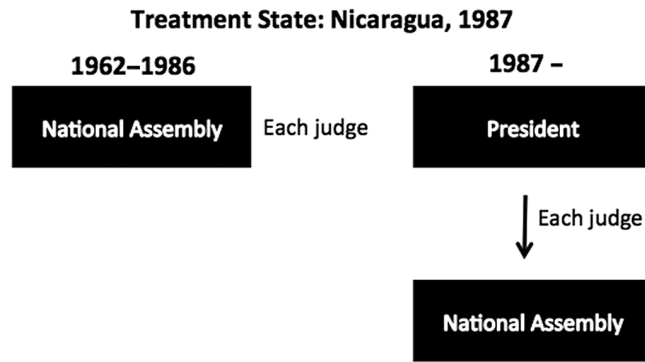 Treatment State: Nicaragua, 1987
1962–1986
1987 –
National Assembly
Each judge
President
Each judge
National Assembly